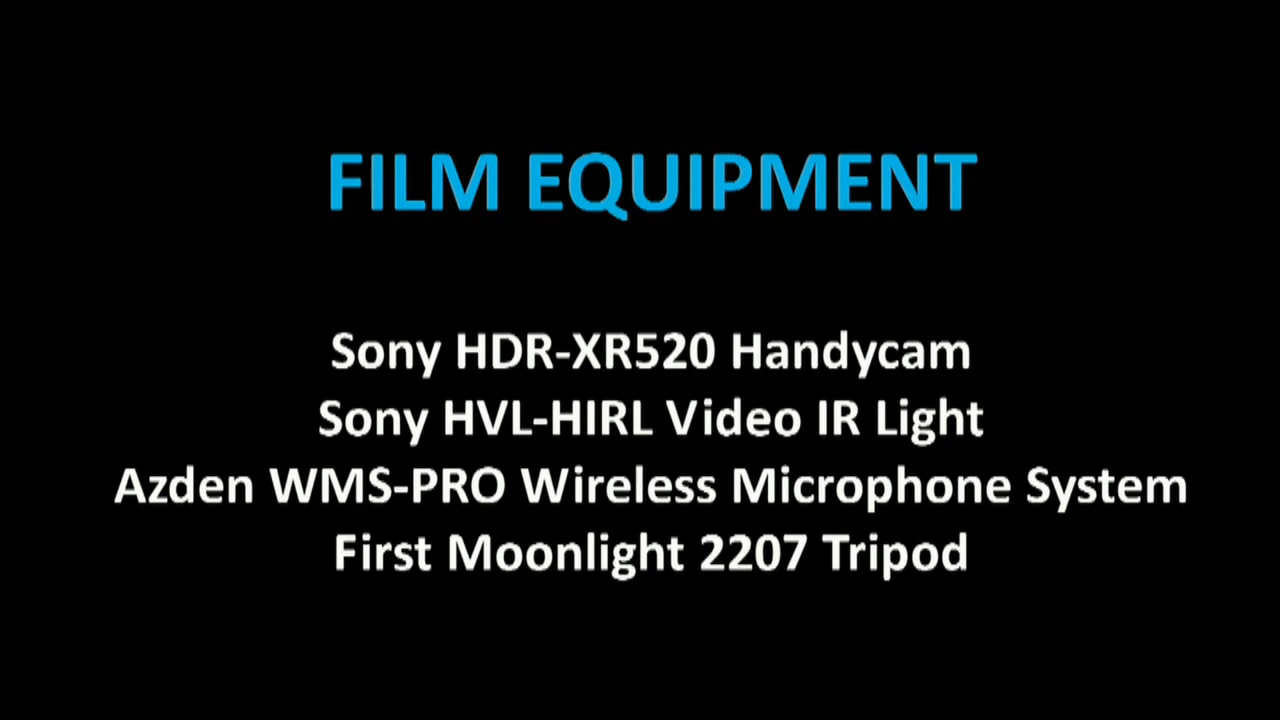 FILM EQUIPMENT
Sony HDR-XR520 Handycam
Sony HVL-HIRL Video IR Light
Azden WMS-PRO Wireless Microphone System
First Moonlight 2207 Tripod